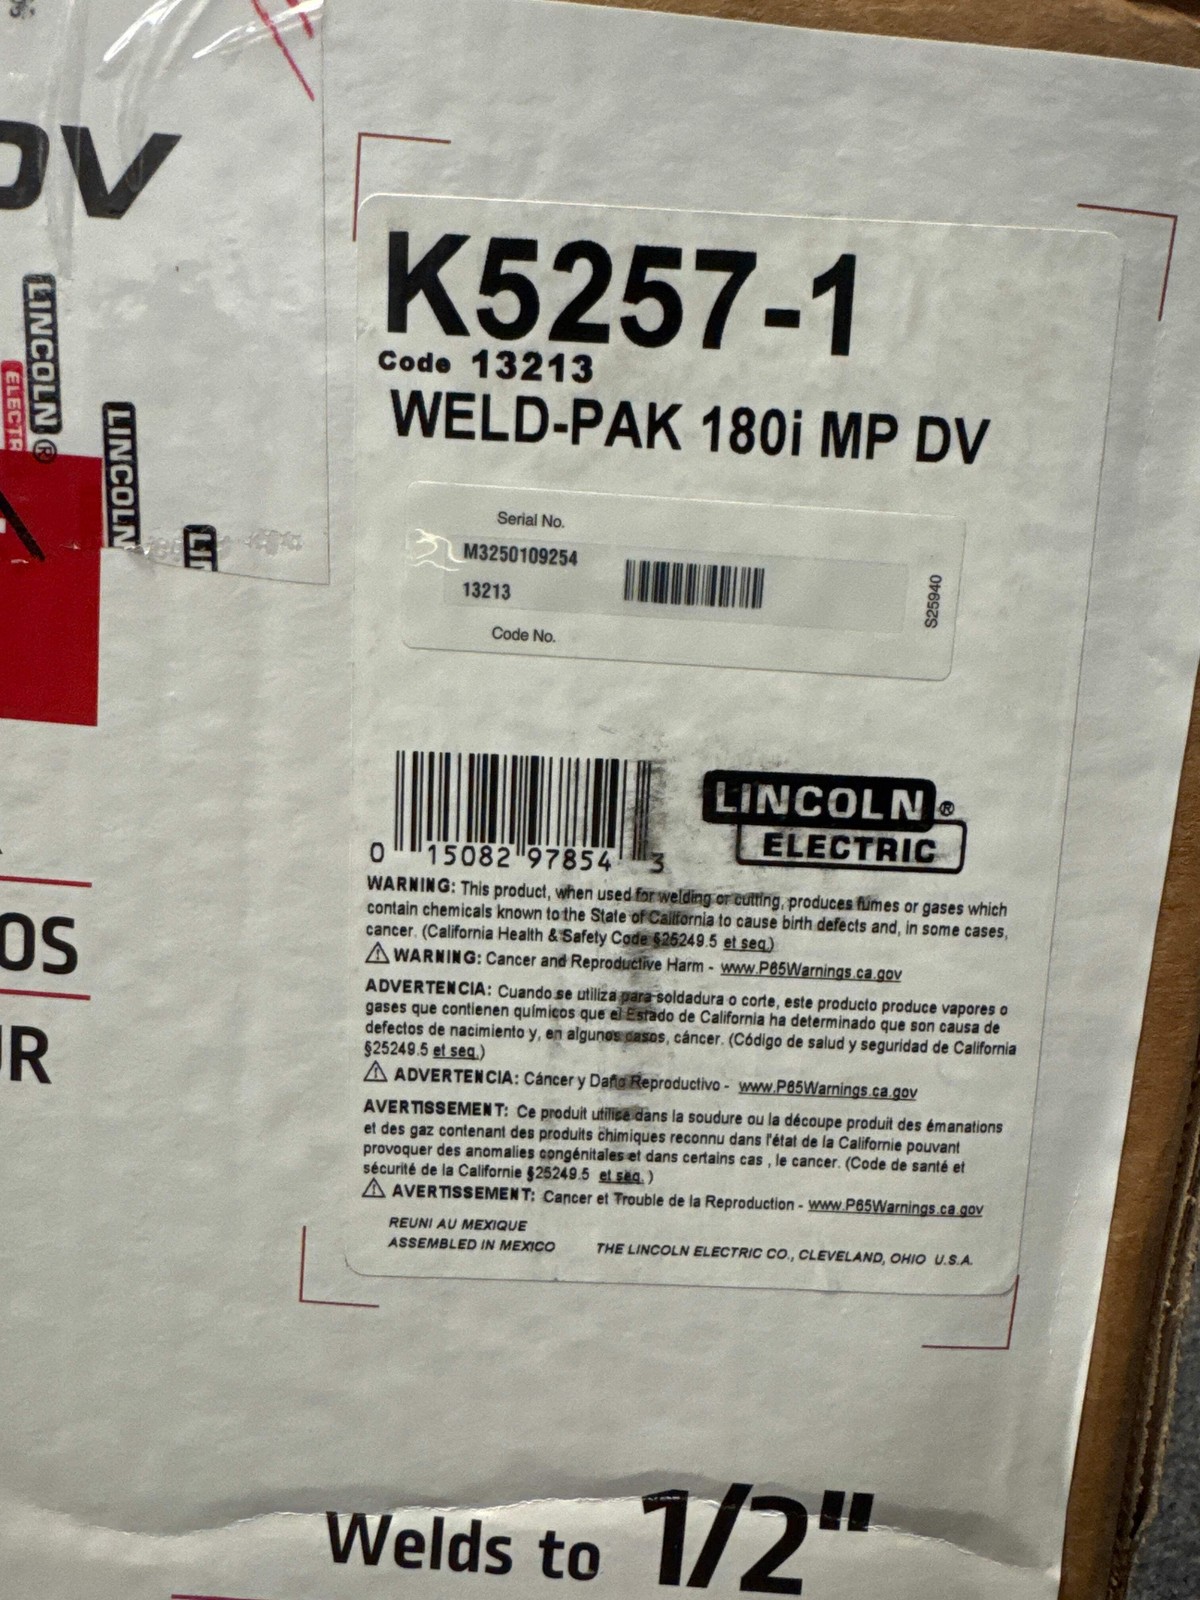 DV
LINCOLN ®
ELECTR
LINCOLN
LI
K5257-1
Code 13213
WELD-PAK 180i MP DV
Serial No.
M3250109254
13213
Code No.
S25940
0 15082 97854 3
LINCOLN ®
ELECTRIC
WARNING: This product, when used for welding or cutting, produces fumes or gases which
contain chemicals known to the State of California to cause birth defects and, in some cases,
cancer. (California Health & Safety Code §25249.5 et seq.)
⚠ WARNING: Cancer and Reproductive Harm - www.P65Warnings.ca.gov
ADVERTENCIA: Cuando se utiliza para soldadura o corte, este producto produce vapores o
gases que contienen químicos que el Estado de California ha determinado que son causa de
defectos de nacimiento y, en algunos casos, cáncer. (Código de salud y seguridad de California
§25249.5 et seq.)
⚠ ADVERTENCIA: Cáncer y Daño Reproductivo - www.P65Warnings.ca.gov
AVERTISSEMENT: Ce produit utilisé dans la soudure ou la découpe produit des émanations
et des gaz contenant des produits chimiques reconnu dans l'état de la Californie pouvant
provoquer des anomalies congénitales et dans certains cas , le cancer. (Code de santé et
sécurité de la Californie §25249.5 et seq. )
⚠ AVERTISSEMENT: Cancer et Trouble de la Reproduction - www.P65Warnings.ca.gov
REUNI AU MEXIQUE
ASSEMBLED IN MEXICO THE LINCOLN ELECTRIC CO., CLEVELAND, OHIO U.S.A.
OS
UR
Welds to 1/2"